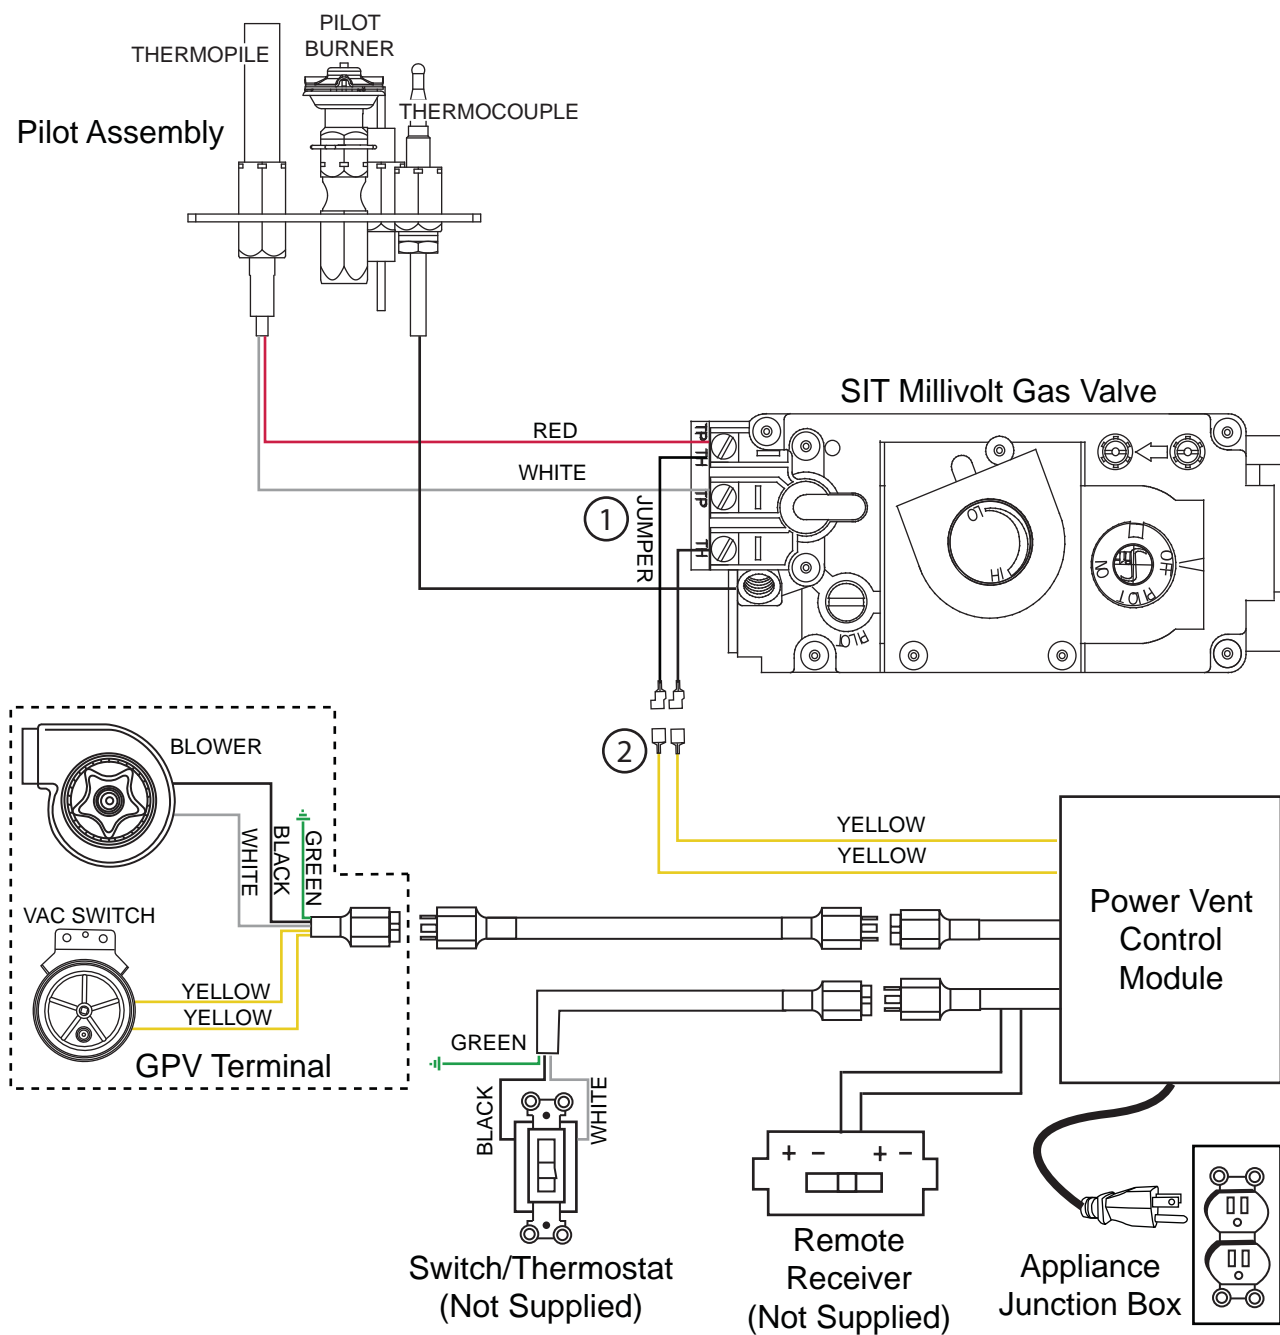 PILOT
BURNER
THERMOPILE
THERMOCOUPLE
Pilot Assembly
SIT Millivolt Gas Valve
RED
TP
TH
WHITE
TP
1
JUMPER
TH
LO
HI
OFF
PILOT
ON
PILOT
2
BLOWER
YELLOW
YELLOW
WHITE
BLACK
GREEN
Power Vent
Control
Module
VAC SWITCH
YELLOW
YELLOW
GPV Terminal
GREEN
BLACK
WHITE
+ − + −
Switch/Thermostat
(Not Supplied)
Remote
Receiver
(Not Supplied)
Appliance
Junction Box